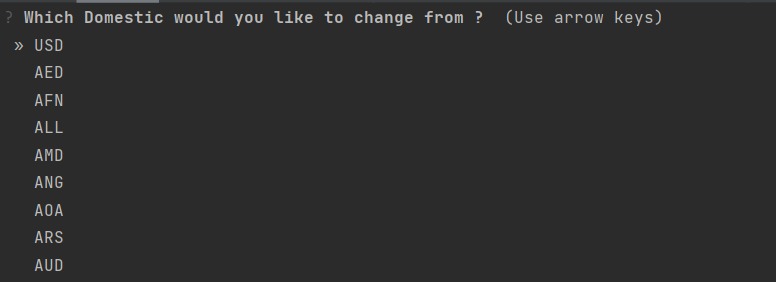 ? Which Domestic would you like to change from ?  (Use arrow keys)
» USD
AED
AFN
ALL
AMD
ANG
AOA
ARS
AUD